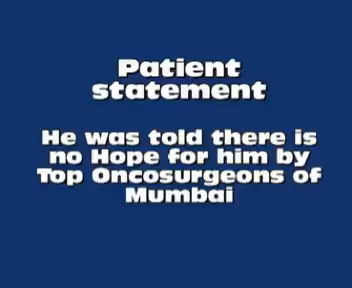 Patient
statement
He was told there is
no Hope for him by
Top Oncosurgeons of
Mumbai